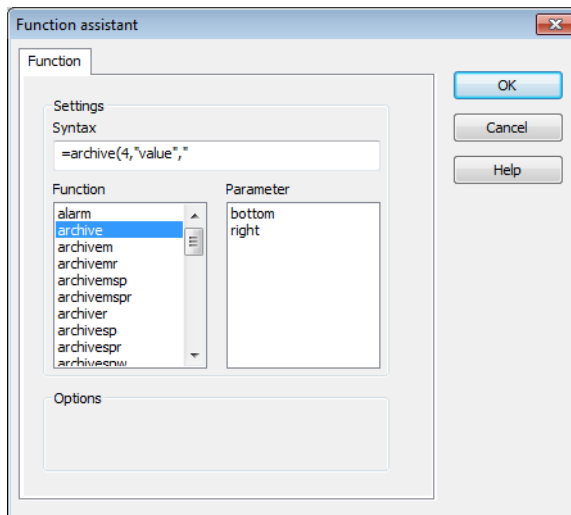 Function assistant
Function
Settings
Syntax
=archive(4,"value","
Function
Parameter
alarm
archive
archivem
archivemr
archivemsp
archivemspr
archiver
archivesp
archivespr
archivespw
bottom
right
Options
OK
Cancel
Help